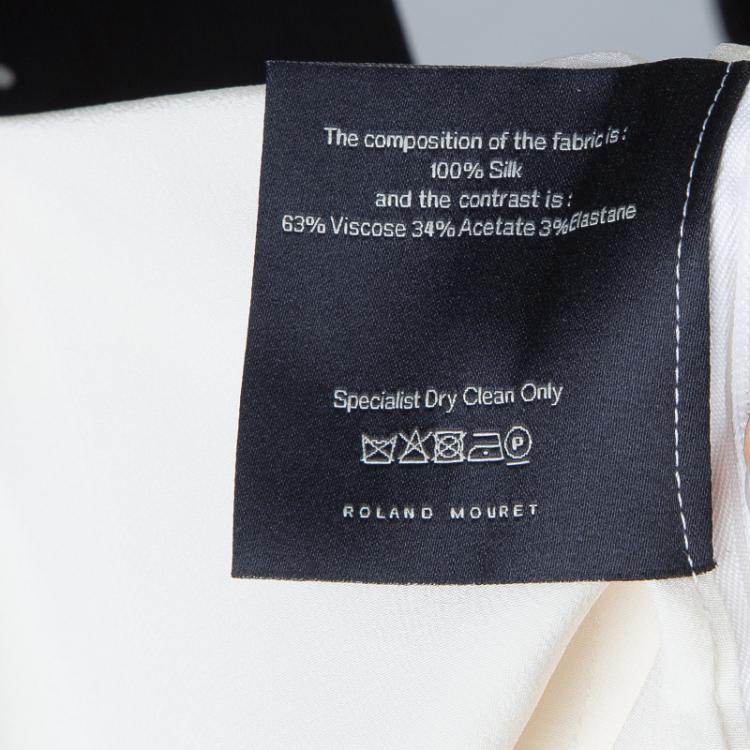 The composition of the fabric is:
100% Silk
and the contrast is:
63% Viscose 34% Acetate 3% Elastane
Specialist Dry Clean Only
P
ROLAND MOURET